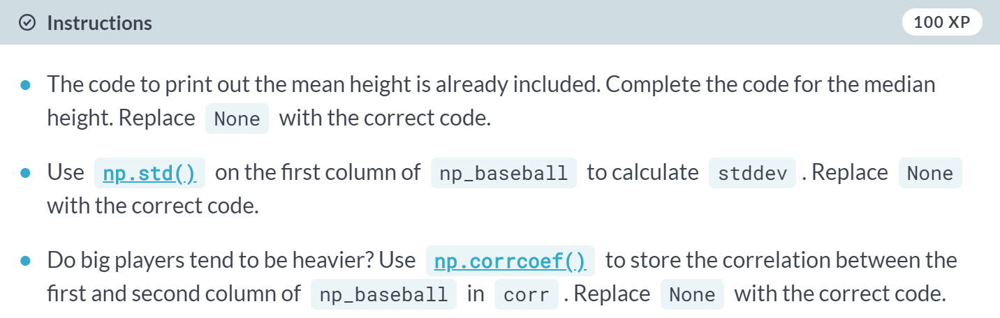 Instructions
100 XP
The code to print out the mean height is already included. Complete the code for the median
height. Replace None with the correct code.
Use np.std() on the first column of np_baseball to calculate stddev . Replace None
with the correct code.
Do big players tend to be heavier? Use np.corrcoef() to store the correlation between the
first and second column of np_baseball in corr . Replace None with the correct code.